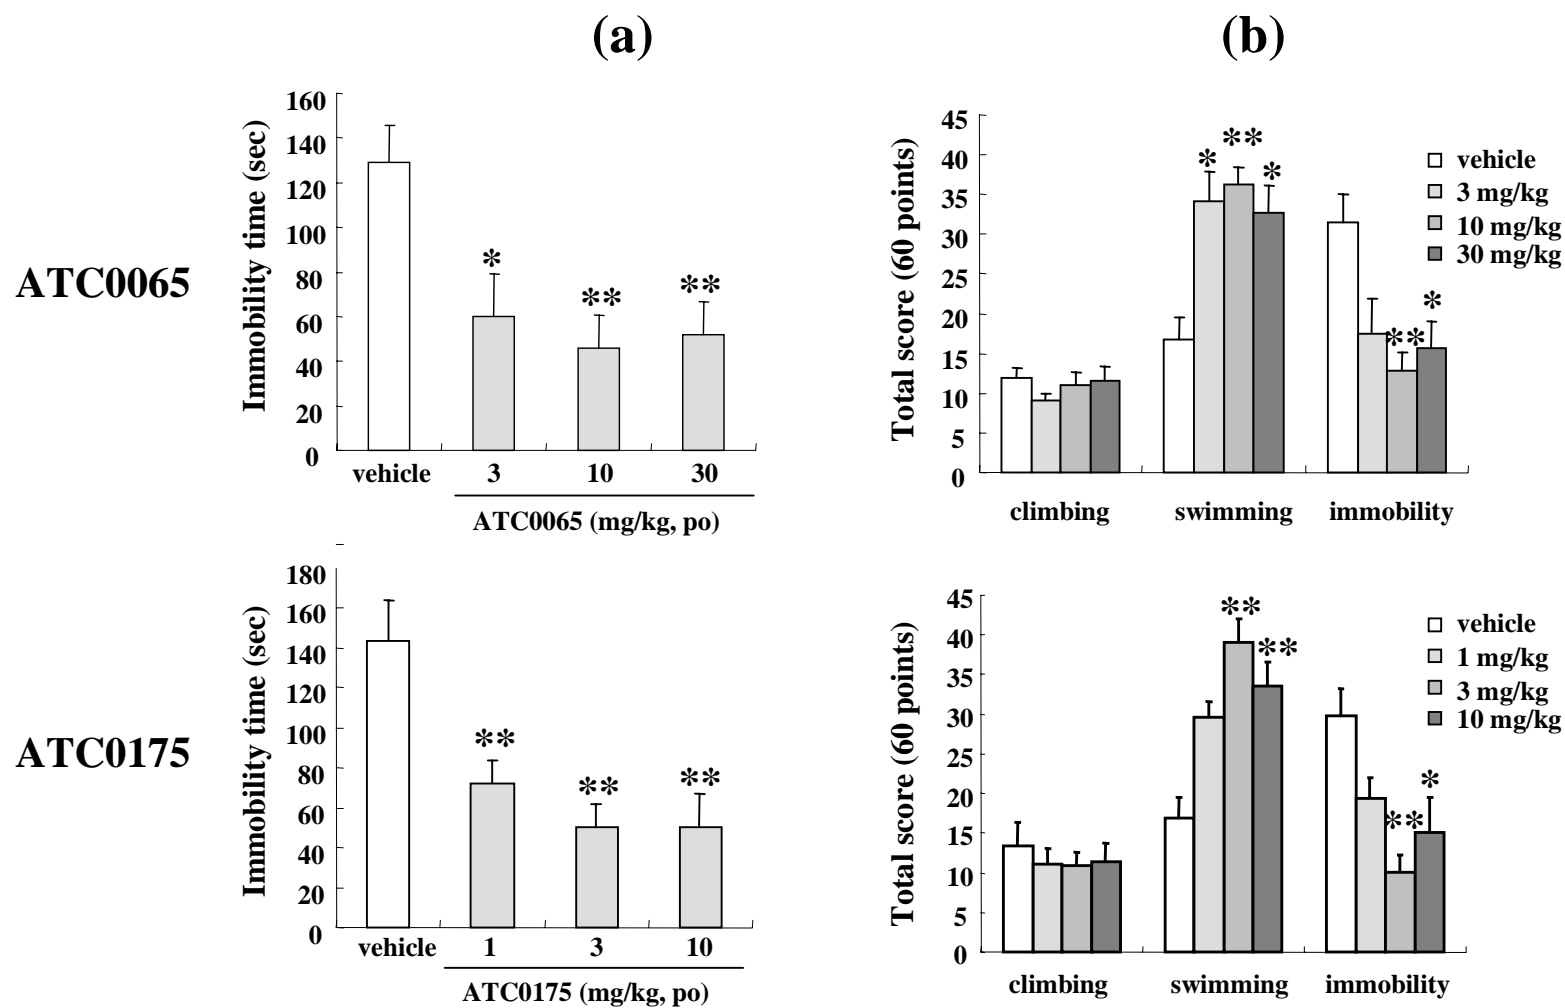 (a)
(b)
ATC0065
Immobility time (sec)
160
140
120
100
80
60
40
20
0
*
**
**
vehicle
3
10
30
ATC0065 (mg/kg, po)
Total score (60 points)
45
40
35
30
25
20
15
10
5
0
*
**
*
**
*
climbing
swimming
immobility
vehicle
3 mg/kg
10 mg/kg
30 mg/kg
ATC0175
Immobility time (sec)
180
160
140
120
100
80
60
40
20
0
**
**
**
vehicle
1
3
10
ATC0175 (mg/kg, po)
Total score (60 points)
45
40
35
30
25
20
15
10
5
0
**
**
**
*
climbing
swimming
immobility
vehicle
1 mg/kg
3 mg/kg
10 mg/kg